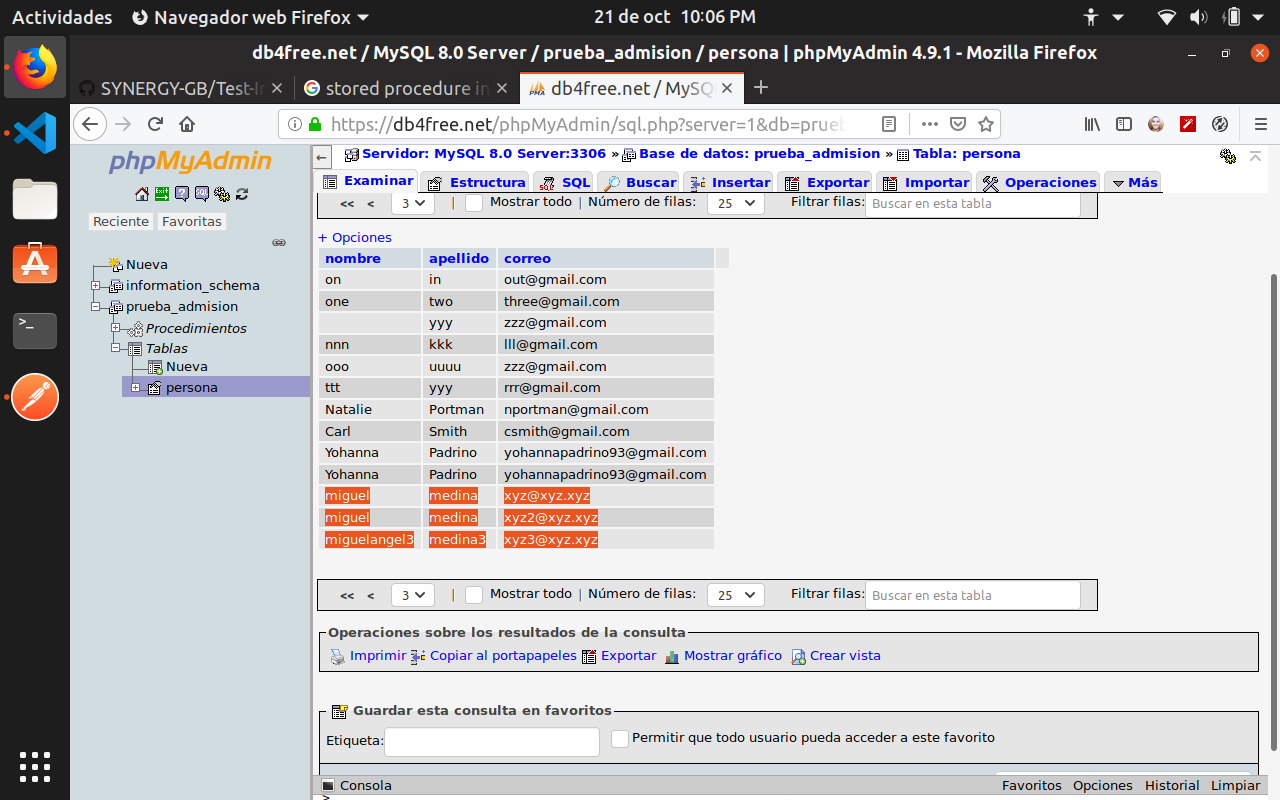 Actividades Navegador web Firefox 21 de oct 10:06 PM
db4free.net / MySQL 8.0 Server / prueba_admision / persona | phpMyAdmin 4.9.1 - Mozilla Firefox
SYNERGY-GB/Test-In stored procedure in db4free.net / MySQ
https://db4free.net/phpMyAdmin/sql.php?server=1&db=prue
phpMyAdmin
Reciente Favoritas
Nueva
information_schema
prueba_admision
Procedimientos
Tablas
Nueva
persona
Servidor: MySQL 8.0 Server:3306 » Base de datos: prueba_admision » Tabla: persona
Examinar Estructura SQL Buscar Insertar Exportar Importar Operaciones Más
<< < 3 | Mostrar todo | Número de filas: 25 Filtrar filas: Buscar en esta tabla
+ Opciones
nombre apellido correo
on in out@gmail.com
one two three@gmail.com
yyy zzz@gmail.com
nnn kkk lll@gmail.com
ooo uuuu zzz@gmail.com
ttt yyy rrr@gmail.com
Natalie Portman nportman@gmail.com
Carl Smith csmith@gmail.com
Yohanna Padrino yohannapadrino93@gmail.com
Yohanna Padrino yohannapadrino93@gmail.com
miguel medina xyz@xyz.xyz
miguel medina xyz2@xyz.xyz
miguelangel3 medina3 xyz3@xyz.xyz
<< < 3 | Mostrar todo | Número de filas: 25 Filtrar filas: Buscar en esta tabla
Operaciones sobre los resultados de la consulta
Imprimir Copiar al portapapeles Exportar Mostrar gráfico Crear vista
Guardar esta consulta en favoritos
Etiqueta: Permitir que todo usuario pueda acceder a este favorito
Consola Favoritos Opciones Historial Limpiar
>